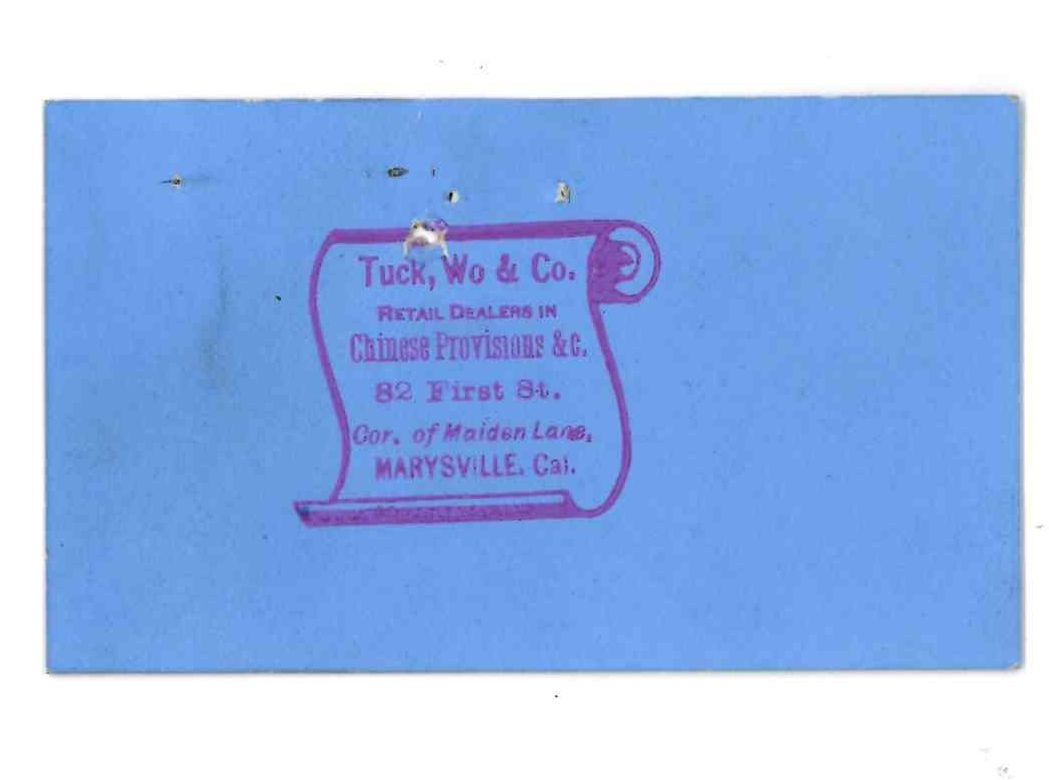 Tuck, Wo & Co.
RETAIL DEALERS IN
Chinese Provisions &c.
82 First St.
Cor. of Maiden Lane,
MARYSVILLE. Cal.